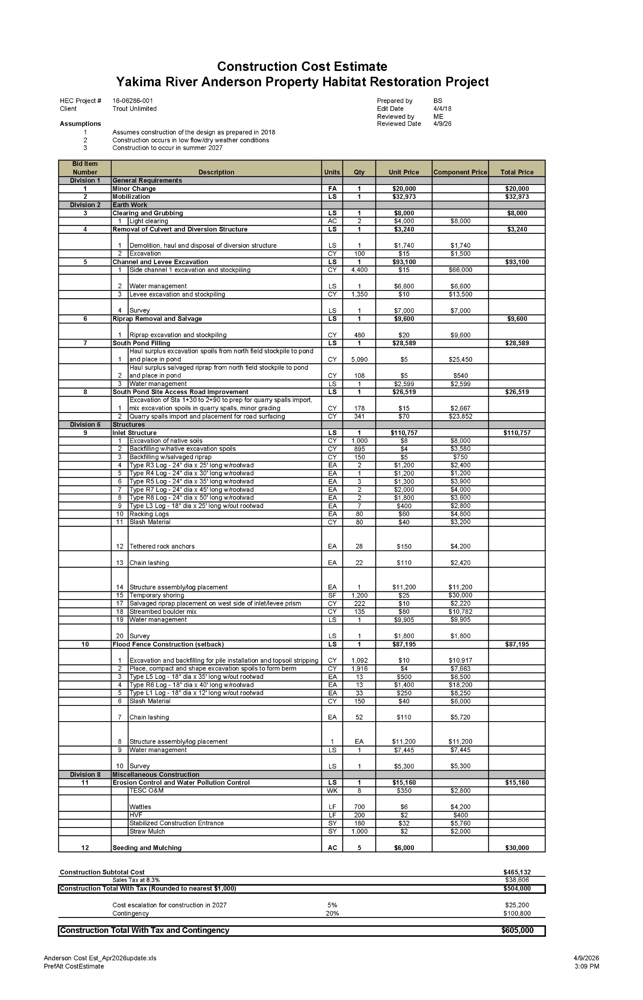 Construction Cost Estimate
Yakima River Anderson Property Habitat Restoration Project
HEC Project # 16-06286-001 Prepared by BS
Client Trout Unlimited Edit Date 4/4/18
Reviewed by ME
Assumptions Reviewed Date 4/9/26
1 Assumes construction of the design as prepared in 2018
2 Construction occurs in low flow/dry weather conditions
3 Construction to occur in summer 2027
Bid Item
Number Description Units Qty Unit Price Component Price Total Price
Division 1 General Requirements
1 Minor Change FA 1 $20,000 $20,000
2 Mobilization LS 1 $32,973 $32,973
Division 2 Earth Work
3 Clearing and Grubbing LS 1 $8,000 $8,000
1 Light clearing AC 2 $4,000 $8,000
4 Removal of Culvert and Diversion Structure LS 1 $3,240 $3,240
1 Demolition, haul and disposal of diversion structure LS 1 $1,740 $1,740
2 Excavation CY 100 $15 $1,500
5 Channel and Levee Excavation LS 1 $93,100 $93,100
1 Side channel 1 excavation and stockpiling CY 4,400 $15 $66,000
2 Water management LS 1 $6,600 $6,600
3 Levee excavation and stockpiling CY 1,350 $10 $13,500
4 Survey LS 1 $7,000 $7,000
6 Riprap Removal and Salvage LS 1 $9,600 $9,600
1 Riprap excavation and stockpiling CY 480 $20 $9,600
7 South Pond Filling LS 1 $28,589 $28,589
Haul surplus excavation spoils from north field stockpile to pond
1 and place in pond CY 5,090 $5 $25,450
Haul surplus salvaged riprap from north field stockpile to pond
2 and place in pond CY 108 $5 $540
3 Water management LS 1 $2,599 $2,599
8 South Pond Site Access Road Improvement LS 1 $26,519 $26,519
Excavation of Sta 1+30 to 2+90 to prep for quarry spalls import,
1 mix excavation spoils in quarry spalls, minor grading CY 178 $15 $2,667
2 Quarry spalls import and placement for road surfacing CY 341 $70 $23,852
Division 6 Structures
9 Inlet Structure LS 1 $110,757 $110,757
1 Excavation of native soils CY 1,000 $8 $8,000
2 Backfilling w/native excavation spoils CY 895 $4 $3,580
3 Backfilling w/salvaged riprap CY 150 $5 $750
4 Type R3 Log - 24" dia x 25' long w/rootwad EA 2 $1,200 $2,400
5 Type R4 Log - 24" dia x 30' long w/rootwad EA 1 $1,200 $1,200
6 Type R5 Log - 24" dia x 35' long w/rootwad EA 3 $1,300 $3,900
7 Type R7 Log - 24" dia x 45' long w/rootwad EA 2 $2,000 $4,000
8 Type R8 Log - 24" dia x 50' long w/rootwad EA 2 $1,800 $3,600
9 Type L3 Log - 18" dia x 25' long w/out rootwad EA 7 $400 $2,800
10 Racking Logs EA 80 $60 $4,800
11 Slash Material CY 80 $40 $3,200
12 Tethered rock anchors EA 28 $150 $4,200
13 Chain lashing EA 22 $110 $2,420
14 Structure assembly/log placement EA 1 $11,200 $11,200
15 Temporary shoring SF 1,200 $25 $30,000
17 Salvaged riprap placement on west side of inlet/levee prism CY 222 $10 $2,220
18 Streambed boulder mix CY 135 $80 $10,782
19 Water management LS 1 $9,905 $9,905
20 Survey LS 1 $1,800 $1,800
10 Flood Fence Construction (setback) LS 1 $87,195 $87,195
1 Excavation and backfilling for pile installation and topsoil stripping CY 1,092 $10 $10,917
2 Place, compact and shape excavation spoils to form berm CY 1,916 $4 $7,663
3 Type L5 Log - 18" dia x 35' long w/out rootwad EA 13 $500 $6,500
4 Type R6 Log - 18" dia x 40' long w/rootwad EA 13 $1,400 $18,200
5 Type L1 Log - 18" dia x 12' long w/out rootwad EA 33 $250 $8,250
6 Slash Material CY 150 $40 $6,000
7 Chain lashing EA 52 $110 $5,720
8 Structure assembly/log placement 1 EA $11,200 $11,200
9 Water management LS 1 $7,445 $7,445
10 Survey LS 1 $5,300 $5,300
Division 8 Miscellaneous Construction
11 Erosion Control and Water Pollution Control LS 1 $15,160 $15,160
TESC O&M WK 8 $350 $2,800
Wattles LF 700 $6 $4,200
HVF LF 200 $2 $400
Stabilized Construction Entrance SY 180 $32 $5,760
Straw Mulch SY 1,000 $2 $2,000
12 Seeding and Mulching AC 5 $6,000 $30,000
Construction Subtotal Cost $465,132
Sales Tax at 8.3% $38,606
Construction Total With Tax (Rounded to nearest $1,000) $504,000
Cost escalation for construction in 2027 5% $25,200
Contingency 20% $100,800
Construction Total With Tax and Contingency $605,000
Anderson Cost Est_Apr2026update.xls 4/9/2026
PrefAlt CostEstimate 3:09 PM